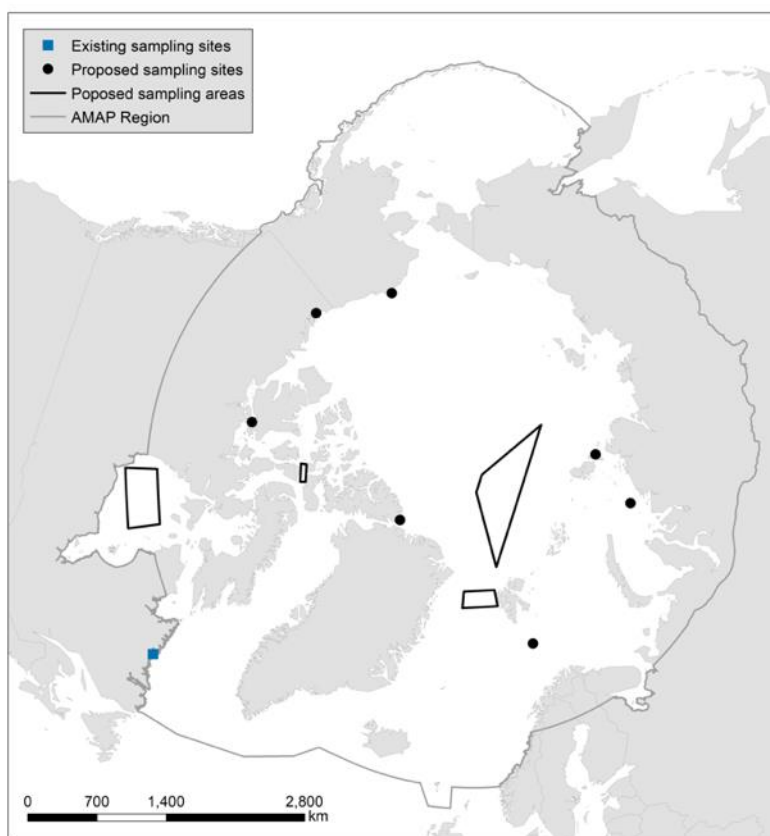 Existing sampling sites
Proposed sampling sites
Poposed sampling areas
AMAP Region
0 700 1,400 2,800
km